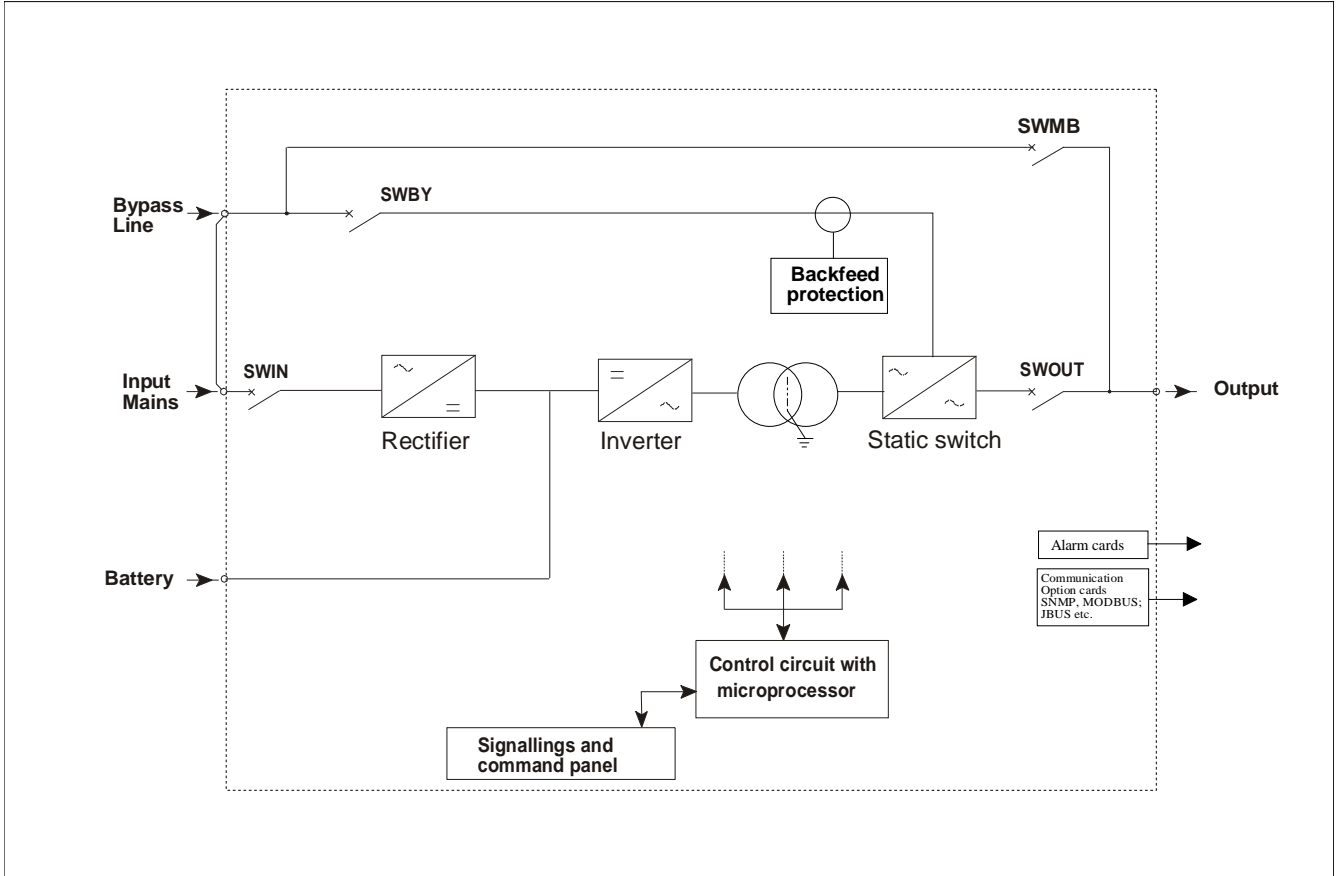 SWMB
SWBY
Bypass
Line
Backfeed
protection
SWIN
SWOUT
Input
Mains
Output
Rectifier
Inverter
Static switch
Alarm cards
Battery
Communication
Option cards
SNMP, MODBUS;
JBUS etc.
Control circuit with
microprocessor
Signallings and
command panel